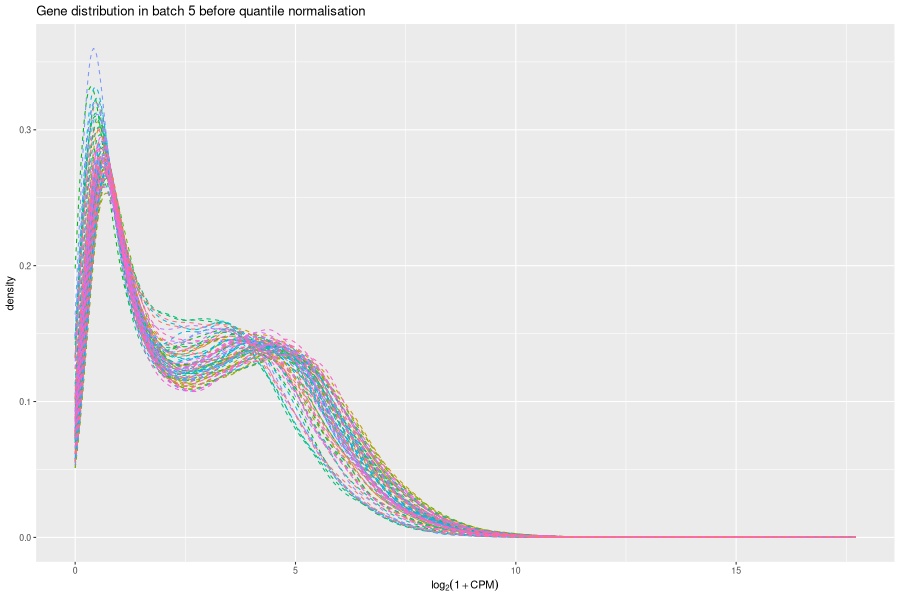 Gene distribution in batch 5 before quantile normalisation
density
0.3
0.2
0.1
0.0
0
5
10
15
log₂(1 + CPM)